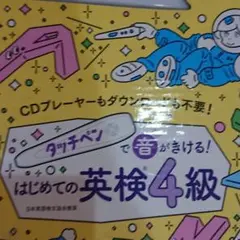 CDプレーヤーもダウンロードも不要!
タッチペンで音がきける!
はじめての英検4級
日本英語検定協会推奨